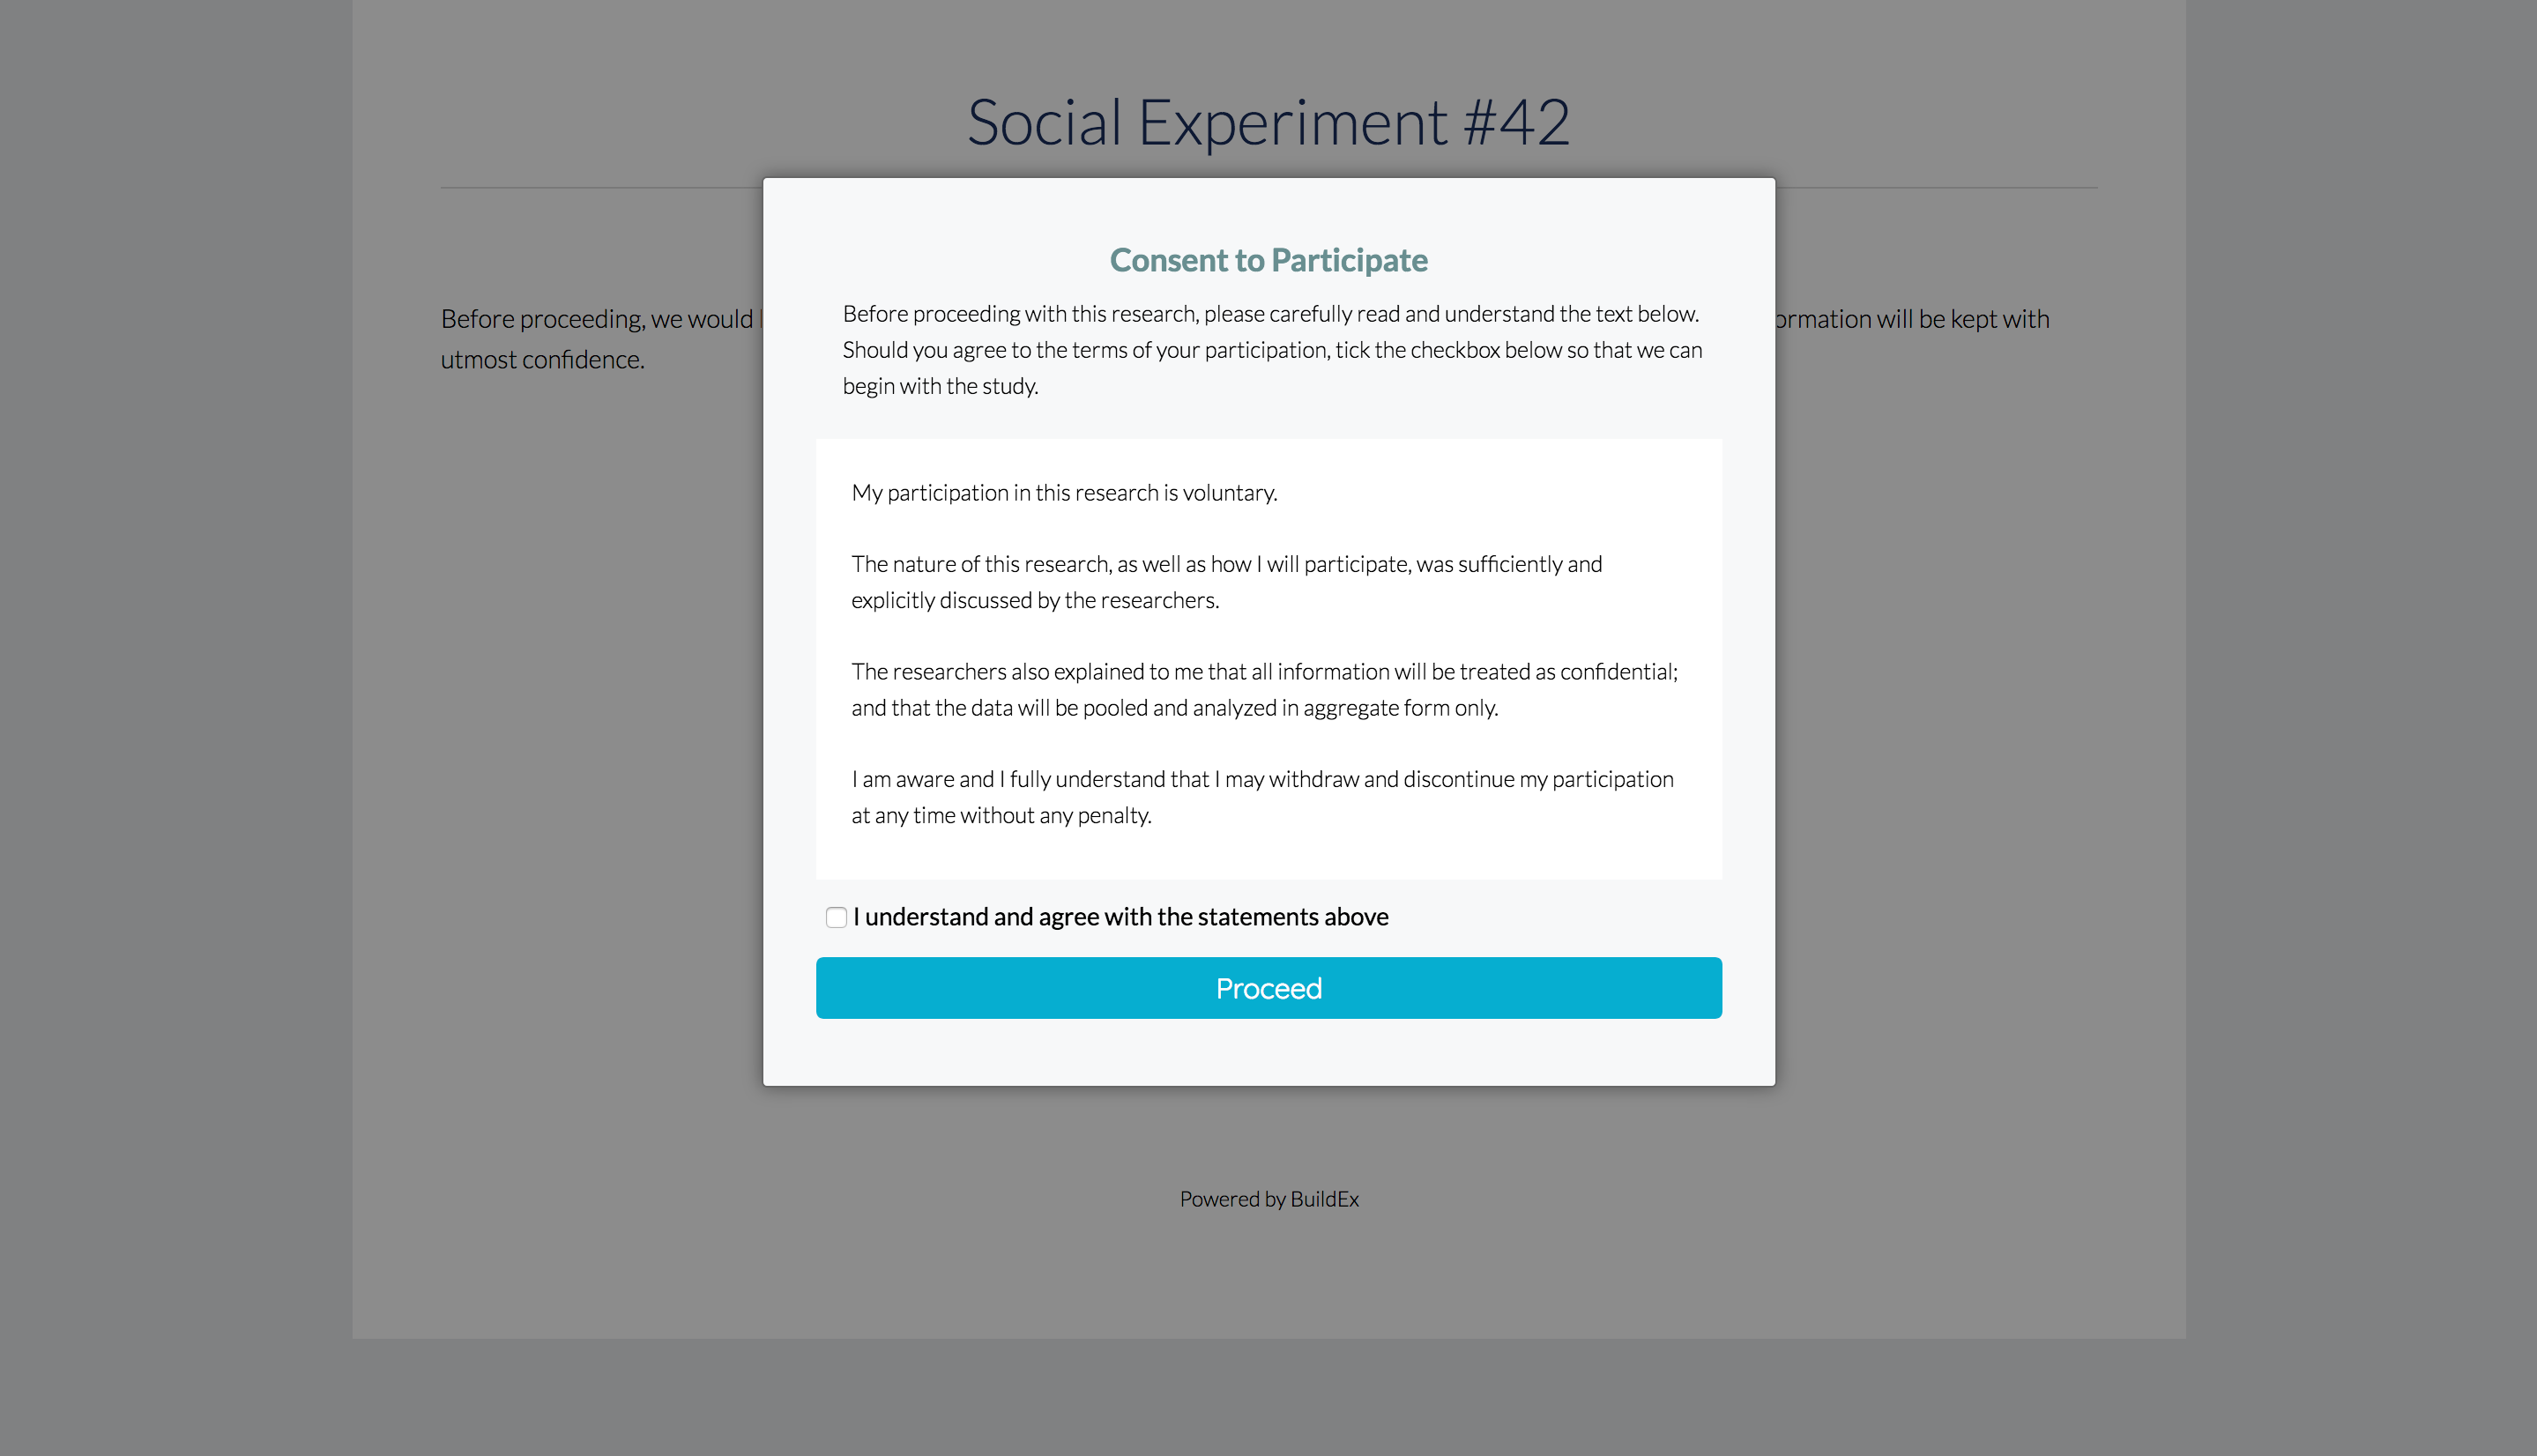 Social Experiment #42
Consent to Participate
Before proceeding with this research, please carefully read and understand the text below.
Should you agree to the terms of your participation, tick the checkbox below so that we can
begin with the study.
Before proceeding, we would
ormation will be kept with
utmost confidence.
My participation in this research is voluntary.
The nature of this research, as well as how I will participate, was sufficiently and
explicitly discussed by the researchers.
The researchers also explained to me that all information will be treated as confidential;
and that the data will be pooled and analyzed in aggregate form only.
I am aware and I fully understand that I may withdraw and discontinue my participation
at any time without any penalty.
I understand and agree with the statements above
Proceed
Powered by BuildEx